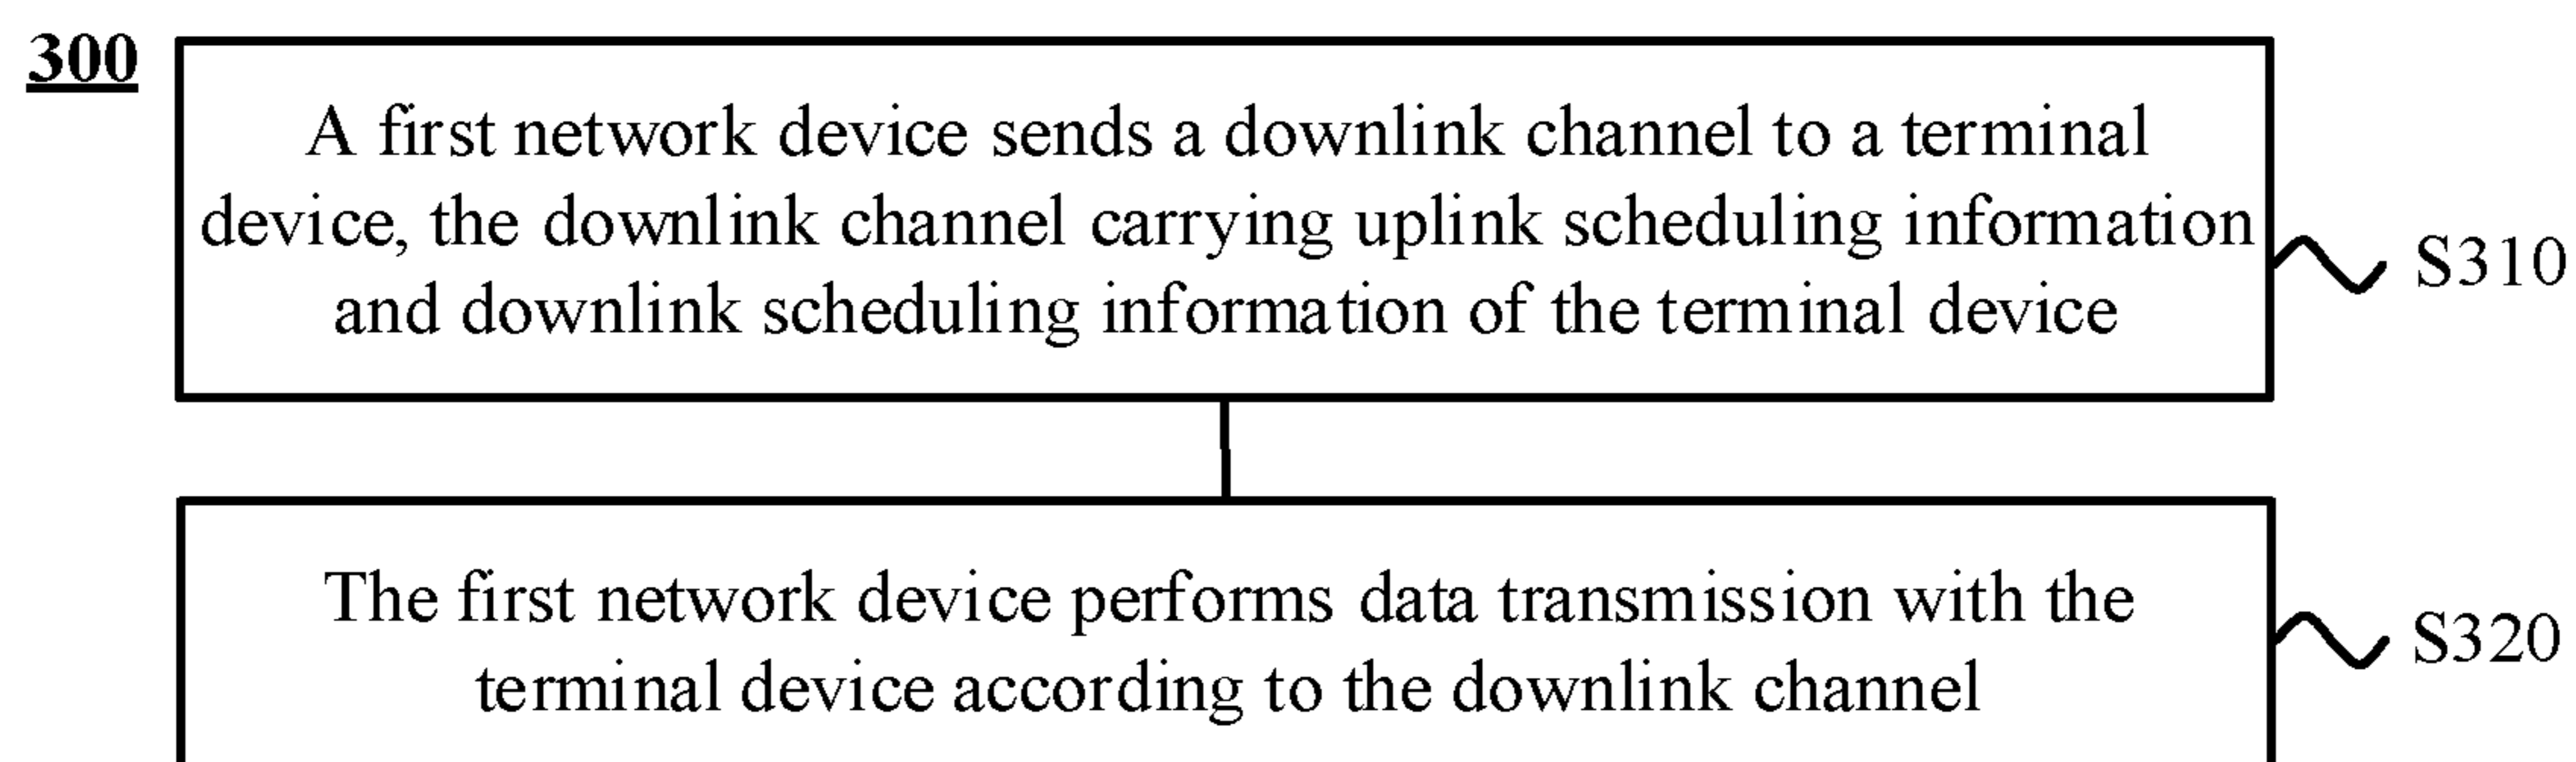 300
A first network device sends a downlink channel to a terminal
device, the downlink channel carrying uplink scheduling information
and downlink scheduling information of the terminal device
S310
The first network device performs data transmission with the
terminal device according to the downlink channel
S320